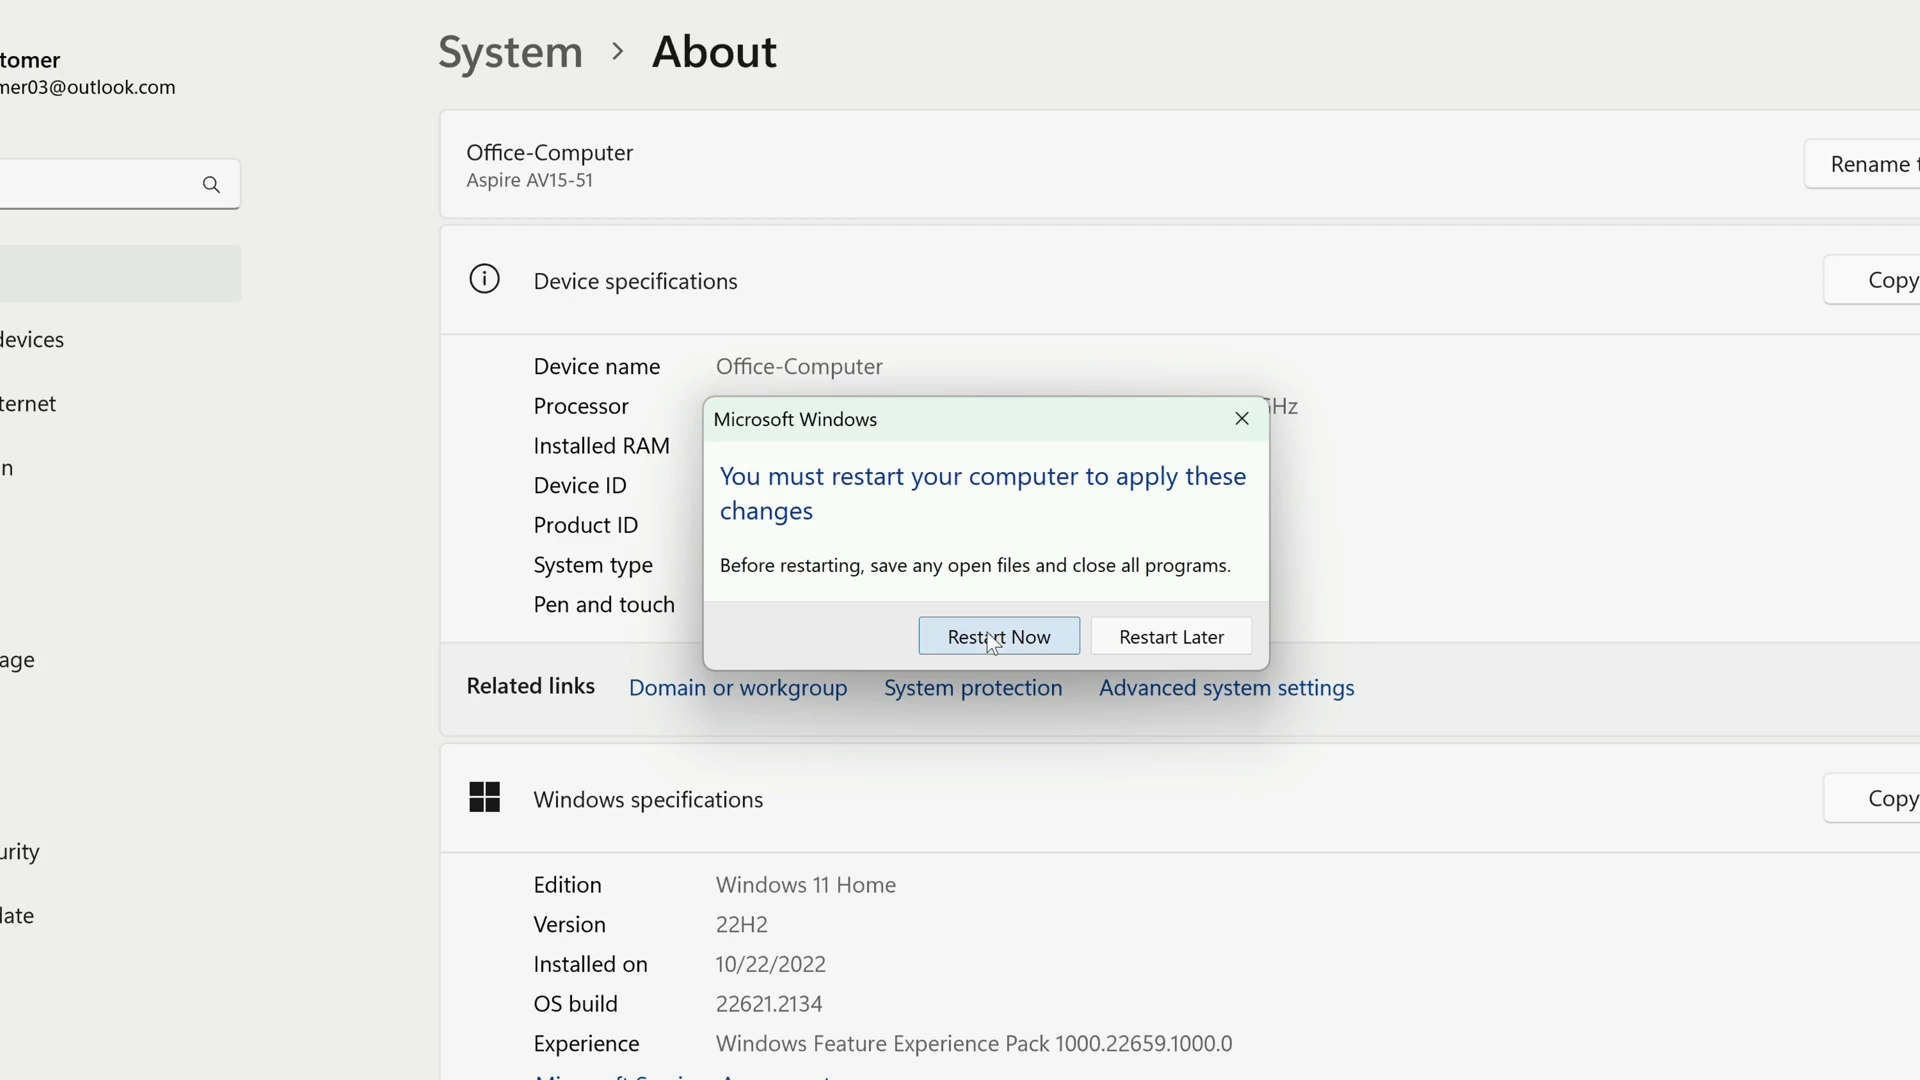 System > About
tomer
mer03@outlook.com
Office-Computer
Aspire AV15-51
Rename t
Device specifications
Copy
devices
Device name Office-Computer
ternet
Processor GHz
Microsoft Windows
Installed RAM
You must restart your computer to apply these
changes
n
Device ID
Product ID
System type
Before restarting, save any open files and close all programs.
Pen and touch
Restart Now Restart Later
age
Related links Domain or workgroup System protection Advanced system settings
Windows specifications
Copy
urity
Edition Windows 11 Home
late
Version 22H2
Installed on 10/22/2022
OS build 22621.2134
Experience Windows Feature Experience Pack 1000.22659.1000.0